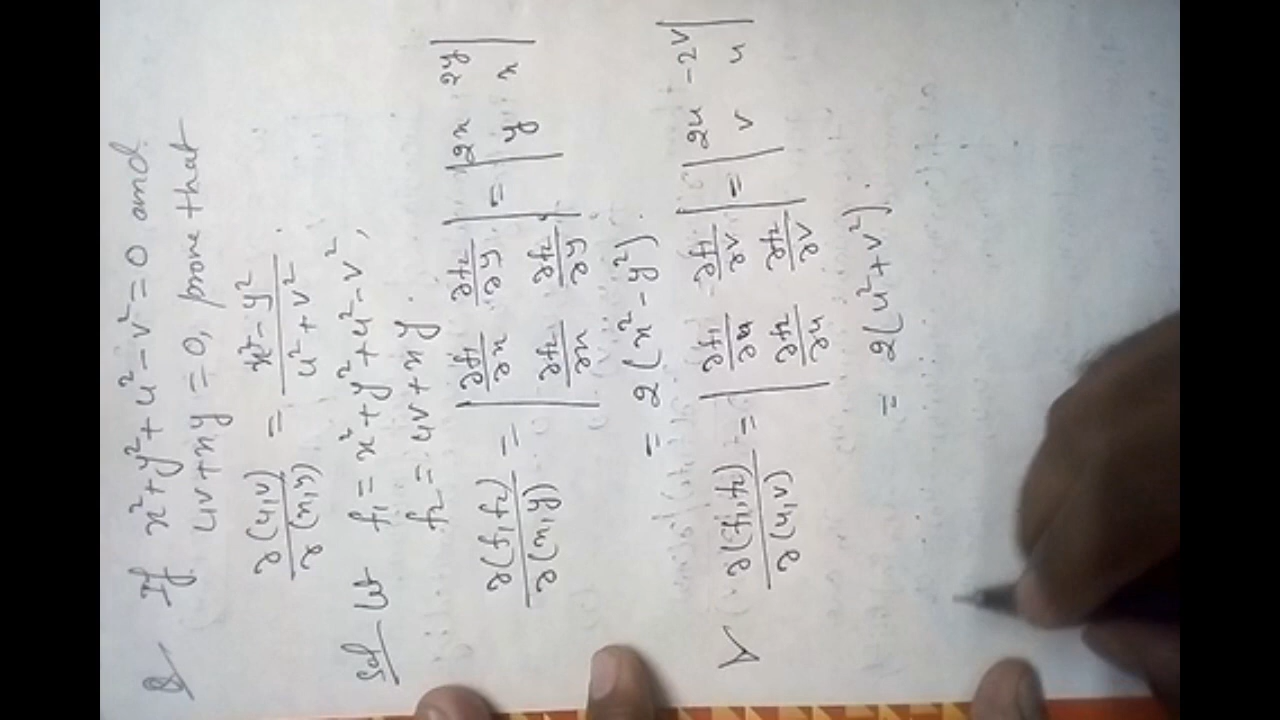 Q If x²+y²+u²-v²=0 and
uv+xy=0, prove that
∂(u,v)/∂(x,y) = x²-y²/u²+v².
Sol Let f₁=x²+y²+u²-v²,
f₂=uv+xy.
∂(f₁,f₂)/∂(x,y) = |∂f₁/∂x ∂f₁/∂y; ∂f₂/∂x ∂f₂/∂y| = |2x 2y; y x|
= 2(x²-y²)
∂(f₁,f₂)/∂(u,v) = |∂f₁/∂u ∂f₁/∂v; ∂f₂/∂u ∂f₂/∂v| = |2u -2v; v u|
= 2(u²+v²).